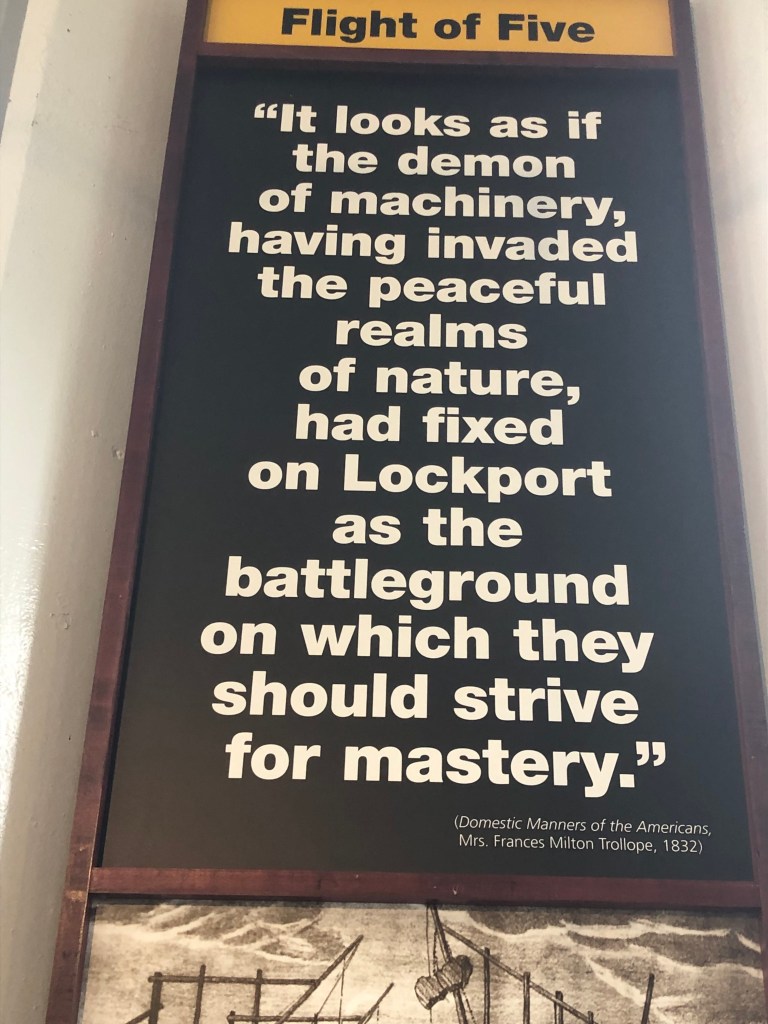 Flight of Five
“It looks as if
the demon
of machinery,
having invaded
the peaceful
realms
of nature,
had fixed
on Lockport
as the
battleground
on which they
should strive
for mastery.”
(Domestic Manners of the Americans,
Mrs. Frances Milton Trollope, 1832)